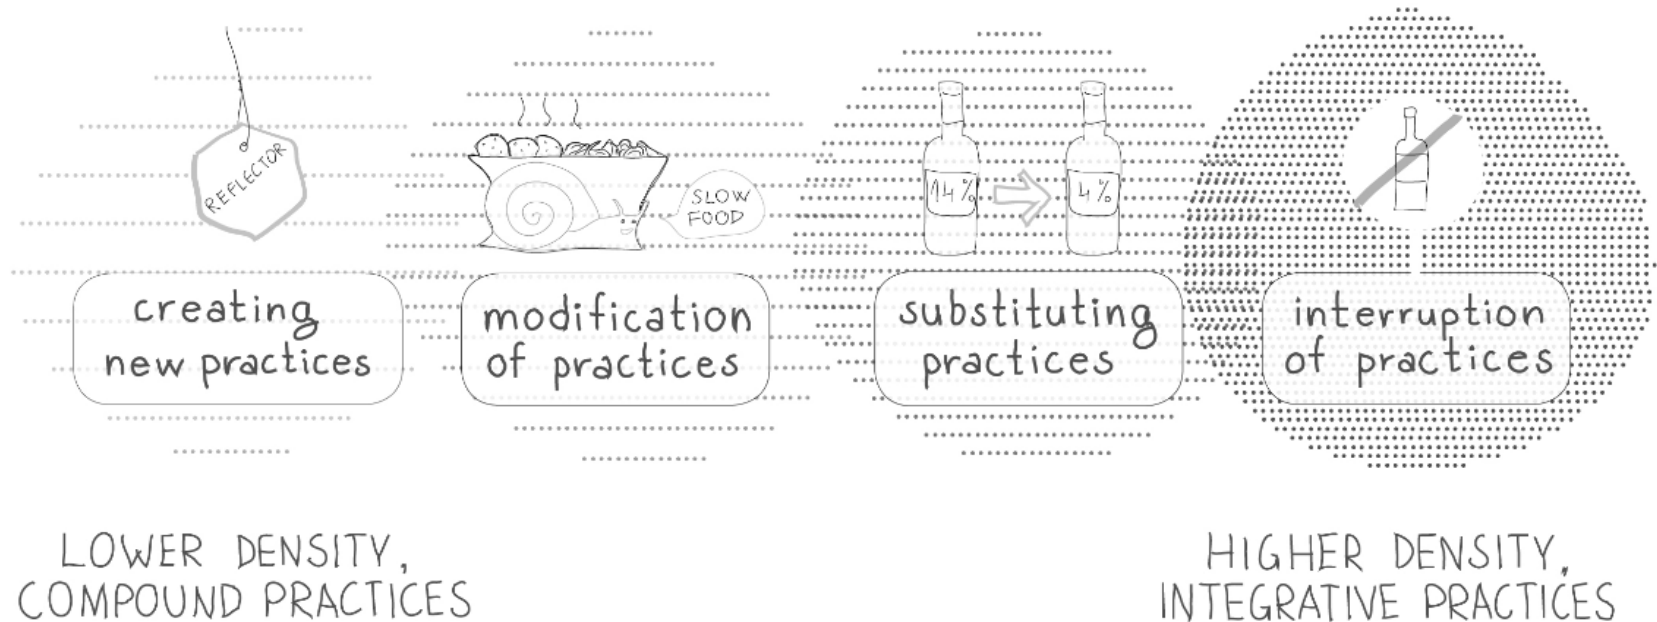 REFLECTOR
SLOW
FOOD
14%
4%
creating
new practices
modification
of practices
substituting
practices
interruption
of practices
LOWER DENSITY,
COMPOUND PRACTICES
HIGHER DENSITY,
INTEGRATIVE PRACTICES